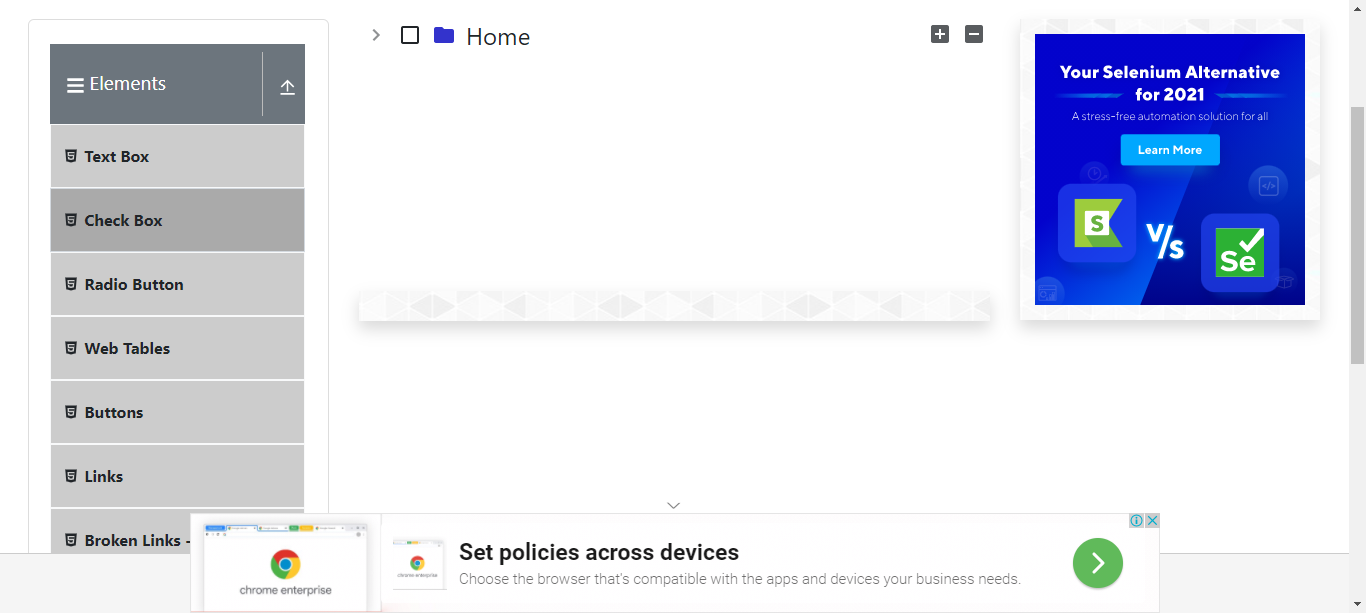 Elements
Text Box
Check Box
Radio Button
Web Tables
Buttons
Links
Broken Links -
Home
Your Selenium Alternative
for 2021
A stress-free automation solution for all
Learn More
S
V/s
Se
chrome enterprise
chrome enterprise
Set policies across devices
Choose the browser that's compatible with the apps and devices your business needs.